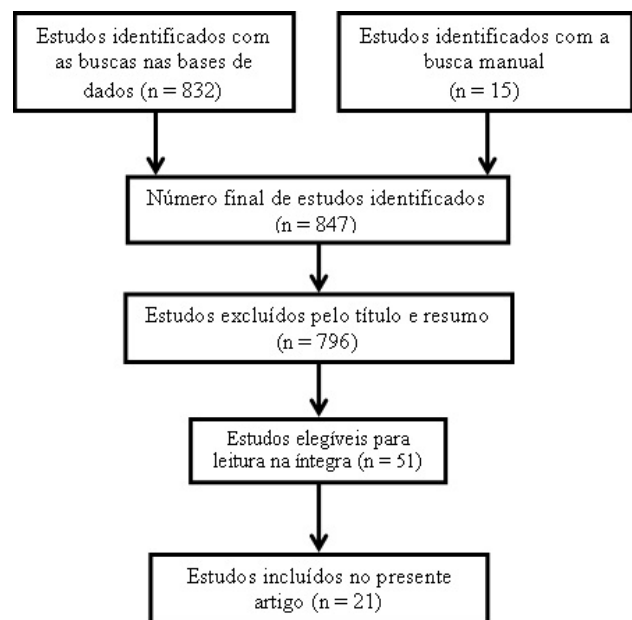 Estudos identificados com
as buscas nas bases de
dados (n = 832)
Estudos identificados com a
busca manual
(n = 15)
Número final de estudos identificados
(n = 847)
Estudos excluídos pelo título e resumo
(n = 796)
Estudos elegíveis para
leitura na íntegra (n = 51)
Estudos incluídos no presente
artigo (n = 21)